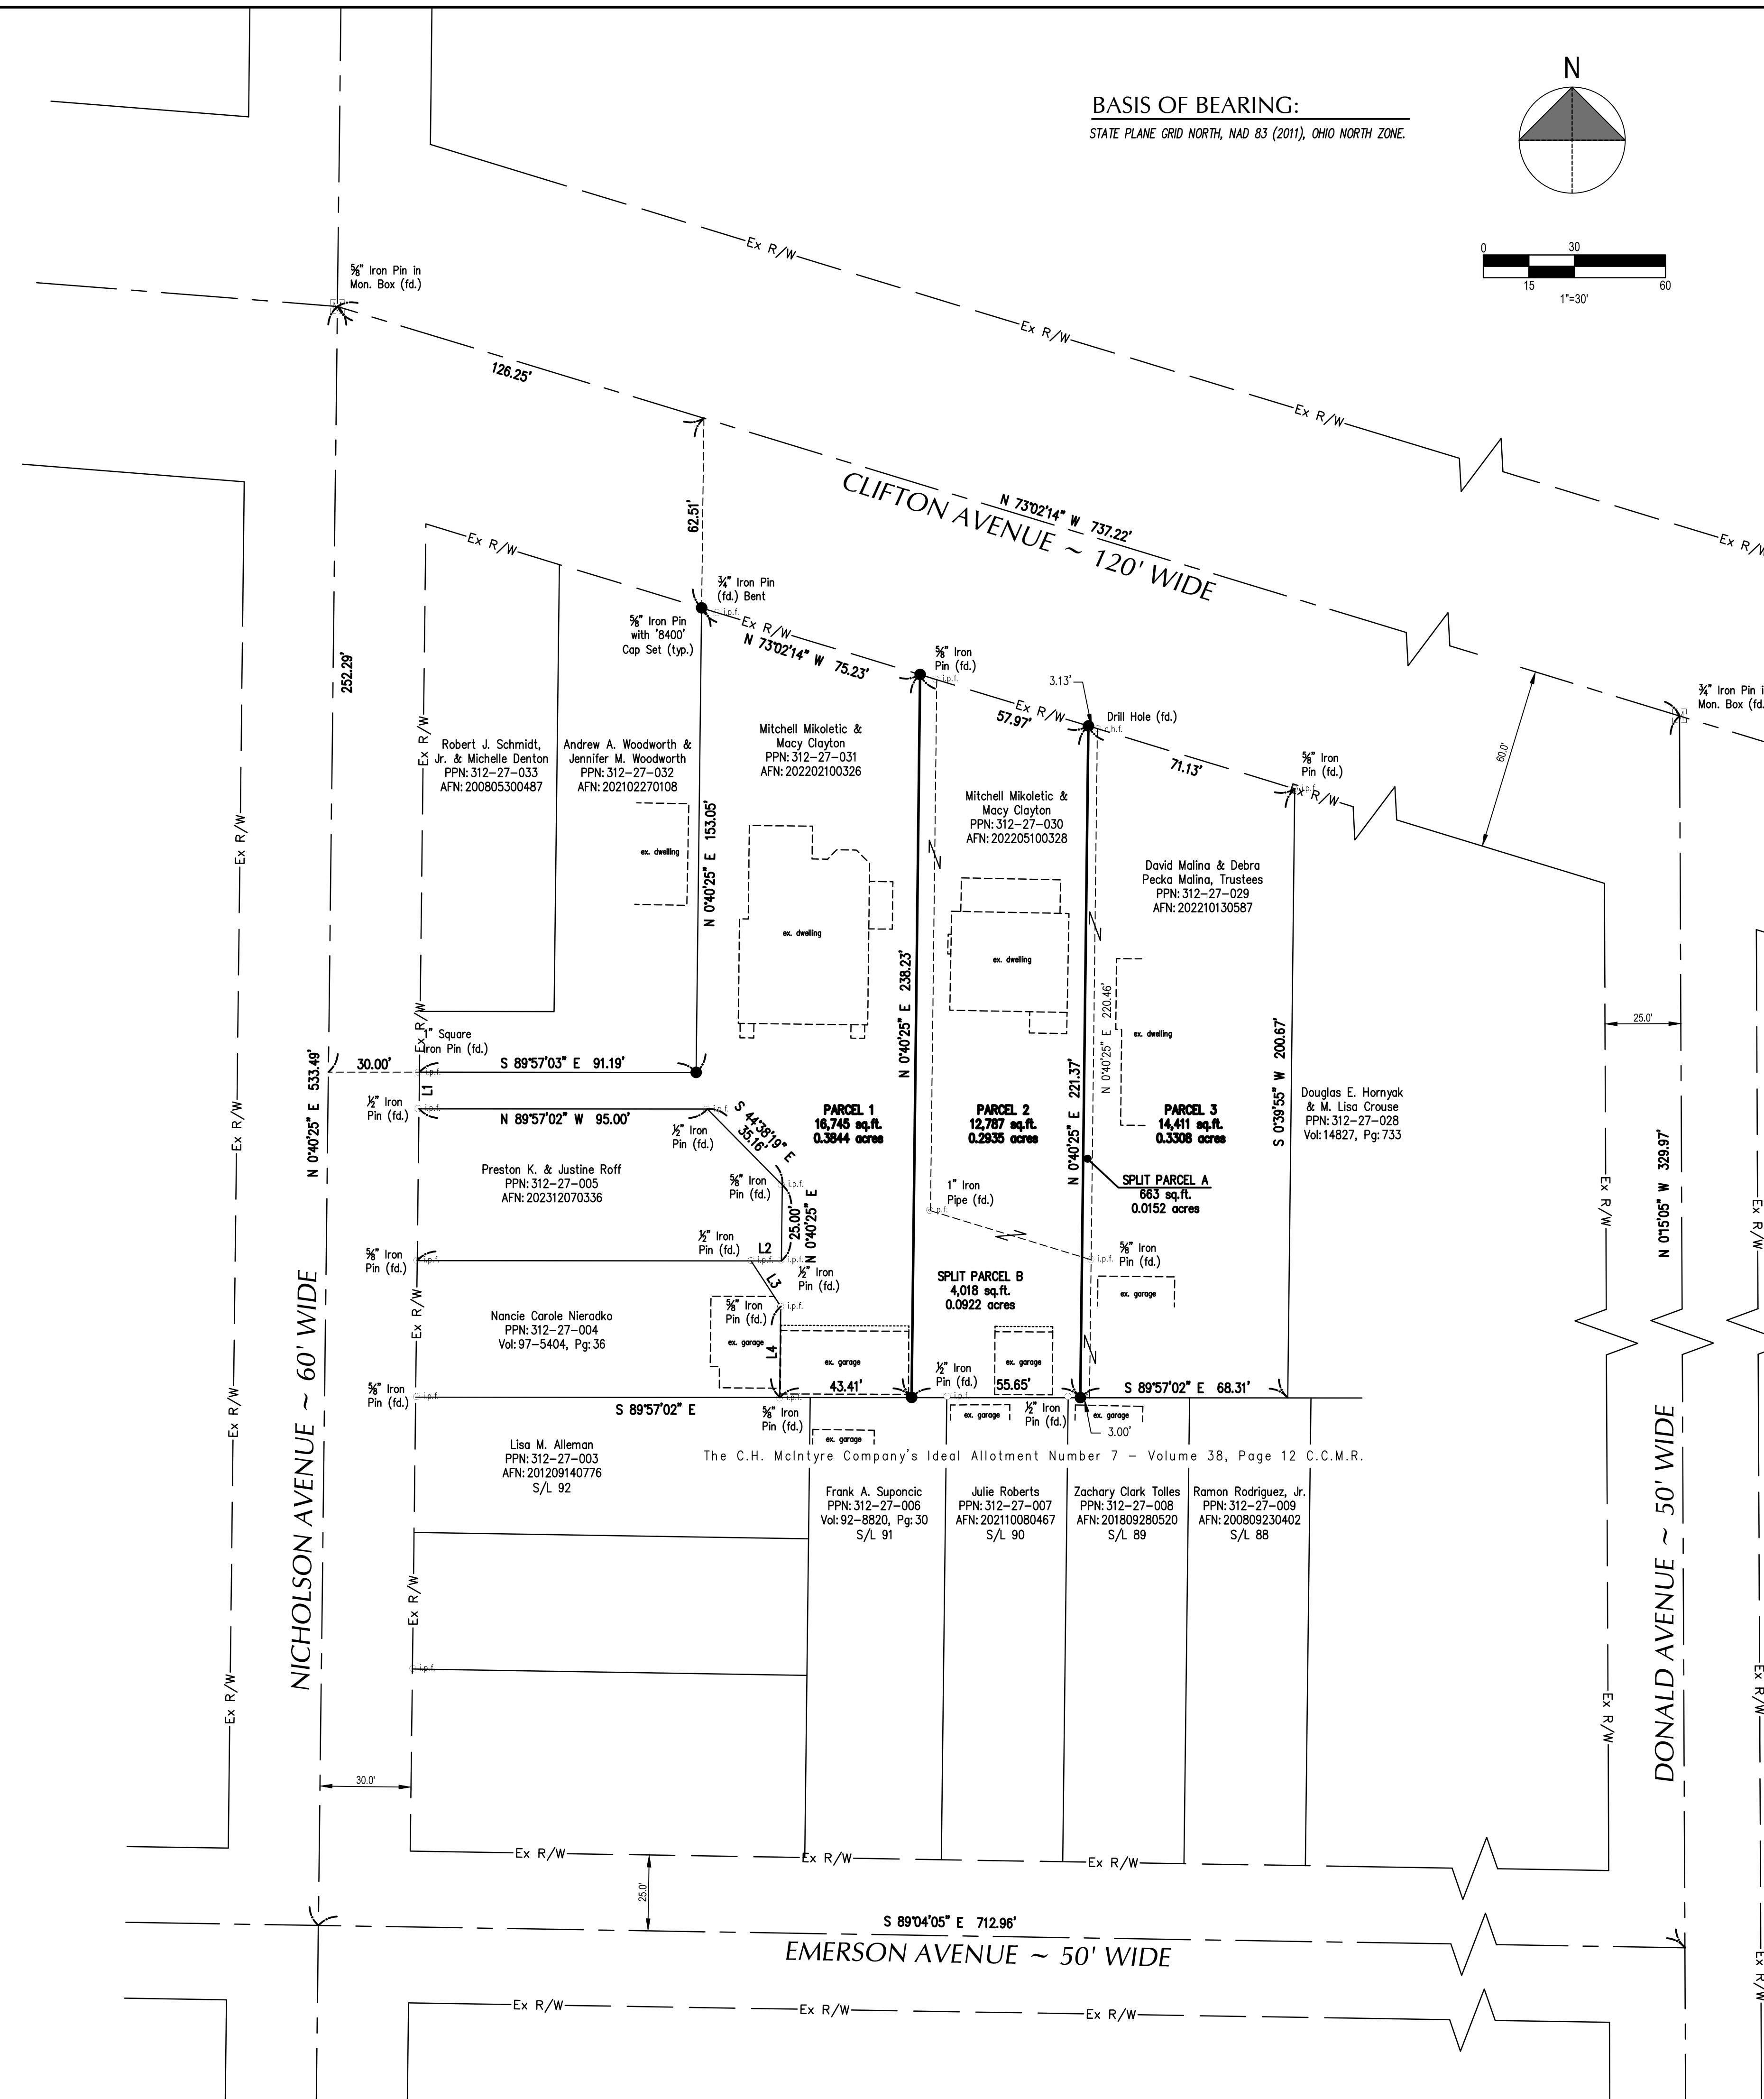 BASIS OF BEARING:
STATE PLANE GRID NORTH, NAD 83 (2011), OHIO NORTH ZONE.
N
0 30
15 60
1"=30'
Ex R/W
Ex R/W
Ex R/W
Ex R/W
⅝" Iron Pin in
Mon. Box (fd.)
126.25'
62.51'
N 73°02'14" W 737.22'
CLIFTON AVENUE ~ 120' WIDE
Ex R/W
¾" Iron Pin
(fd.) Bent
i.p.f.
⅝" Iron Pin
with '8400'
Cap Set (typ.)
Ex R/W
N 73°02'14" W 75.23'
⅝" Iron
Pin (fd.)
i.p.f.
3.13'
Ex R/W
57.97'
Drill Hole (fd.)
d.h.f.
71.13'
⅝" Iron
Pin (fd.)
i.p.f.
Ex R/W
60.0'
¾" Iron Pin i
Mon. Box (fd.
252.29'
Ex R/W
Ex R/W
Robert J. Schmidt,
Jr. & Michelle Denton
PPN: 312-27-033
AFN: 200805300487
Andrew A. Woodworth &
Jennifer M. Woodworth
PPN: 312-27-032
AFN: 202102270108
Mitchell Mikoletic &
Macy Clayton
PPN: 312-27-031
AFN: 202202100326
Mitchell Mikoletic &
Macy Clayton
PPN: 312-27-030
AFN: 202205100328
David Malina & Debra
Pecka Malina, Trustees
PPN: 312-27-029
AFN: 202210130587
ex. dwelling
ex. dwelling
ex. dwelling
ex. dwelling
N 0°40'25" E 153.05'
N 0°40'25" E 238.23'
N 0°40'25" E 221.37'
N 0°40'25" E 220.46'
S 0°39'55" W 200.67'
25.0'
Ex R/W
1" Square
Iron Pin (fd.)
i.p.f.
30.00'
S 89°57'03" E 91.19'
L1
½" Iron
Pin (fd.)
i.p.f.
N 89°57'02" W 95.00'
i.p.f.
½" Iron
Pin (fd.)
S 44°38'19" E
35.16'
PARCEL 1
16,745 sq.ft.
0.3844 acres
PARCEL 2
12,787 sq.ft.
0.2935 acres
PARCEL 3
14,411 sq.ft.
0.3308 acres
Douglas E. Hornyak
& M. Lisa Crouse
PPN: 312-27-028
Vol: 14827, Pg: 733
N 0°40'25" E 533.49'
Ex R/W
Preston K. & Justine Roff
PPN: 312-27-005
AFN: 202312070336
⅝" Iron
Pin (fd.)
i.p.f.
25.00'
N 0°40'25" E
1" Iron
Pipe (fd.)
i.p.f.
SPLIT PARCEL A
663 sq.ft.
0.0152 acres
N 0°15'05" W 329.97'
Ex R/W
Ex R/W
⅝" Iron
Pin (fd.)
i.p.f.
½" Iron
Pin (fd.)
L2
i.p.f.
i.p.f.
½" Iron
Pin (fd.)
L3
⅝" Iron
Pin (fd.)
i.p.f.
SPLIT PARCEL B
4,018 sq.ft.
0.0922 acres
⅝" Iron
Pin (fd.)
i.p.f.
ex. garage
Nancie Carole Nieradko
PPN: 312-27-004
Vol: 97-5404, Pg: 36
Ex R/W
⅝" Iron
Pin (fd.)
i.p.f.
ex. garage
L4
ex. garage
43.41'
½" Iron
Pin (fd.)
i.p.f.
ex. garage
55.65'
S 89°57'02" E 68.31'
S 89°57'02" E
⅝" Iron
Pin (fd.)
i.p.f.
ex. garage
ex. garage
½" Iron
Pin (fd.)
ex. garage
3.00'
Ex R/W
NICHOLSON AVENUE ~ 60' WIDE
Lisa M. Alleman
PPN: 312-27-003
AFN: 201209140776
S/L 92
The C.H. McIntyre Company's Ideal Allotment Number 7 - Volume 38, Page 12 C.C.M.R.
Frank A. Suponcic
PPN: 312-27-006
Vol: 92-8820, Pg: 30
S/L 91
Julie Roberts
PPN: 312-27-007
AFN: 202110080467
S/L 90
Zachary Clark Tolles
PPN: 312-27-008
AFN: 201809280520
S/L 89
Ramon Rodriguez, Jr.
PPN: 312-27-009
AFN: 200809230402
S/L 88
DONALD AVENUE ~ 50' WIDE
Ex R/W
i.p.f.
Ex R/W
Ex R/W
Ex R/W
30.0'
Ex R/W
Ex R/W
Ex R/W
25.0'
S 89°04'05" E 712.96'
EMERSON AVENUE ~ 50' WIDE
Ex R/W
Ex R/W
Ex R/W
Ex R/W